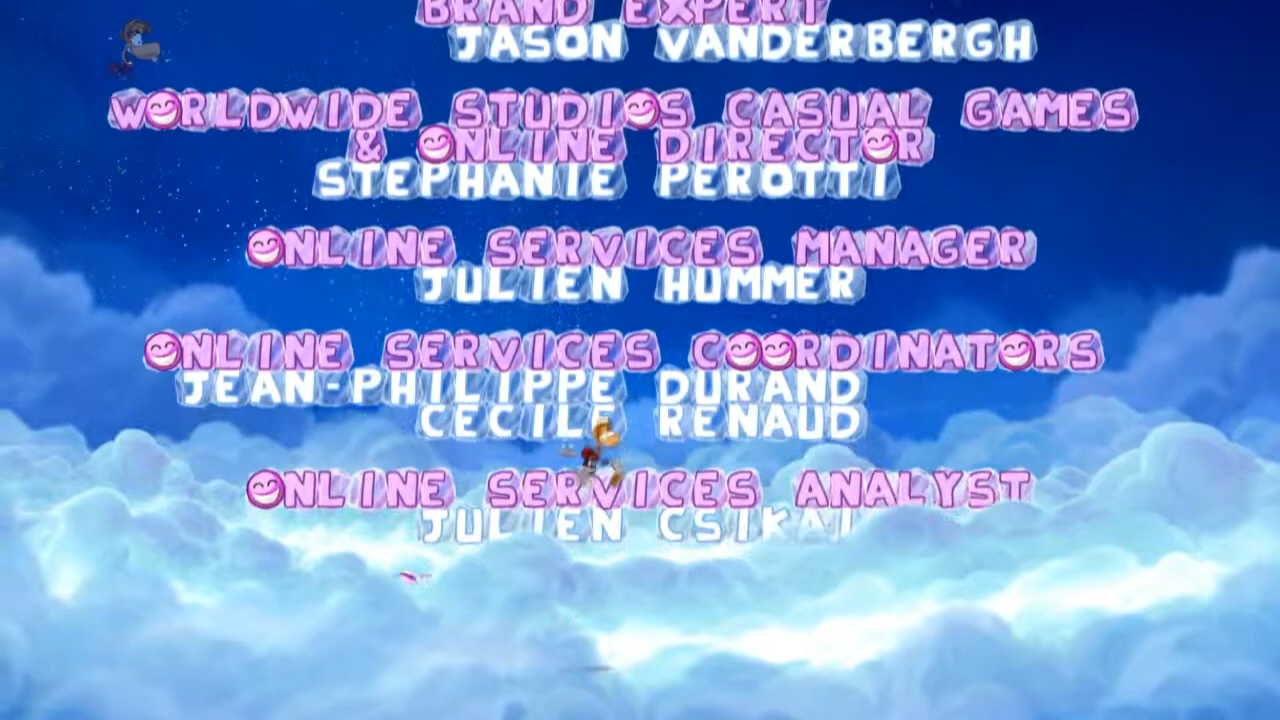 BRAND EXPERT
JASON VANDERBERGH
WORLDWIDE STUDIOS CASUAL GAMES
& ONLINE DIRECTOR
STEPHANIE PEROTTI
ONLINE SERVICES MANAGER
JULIEN HUMMER
ONLINE SERVICES COORDINATORS
JEAN-PHILIPPE DURAND
CECILE RENAUD
ONLINE SERVICES ANALYST
JULIEN CSIKAI